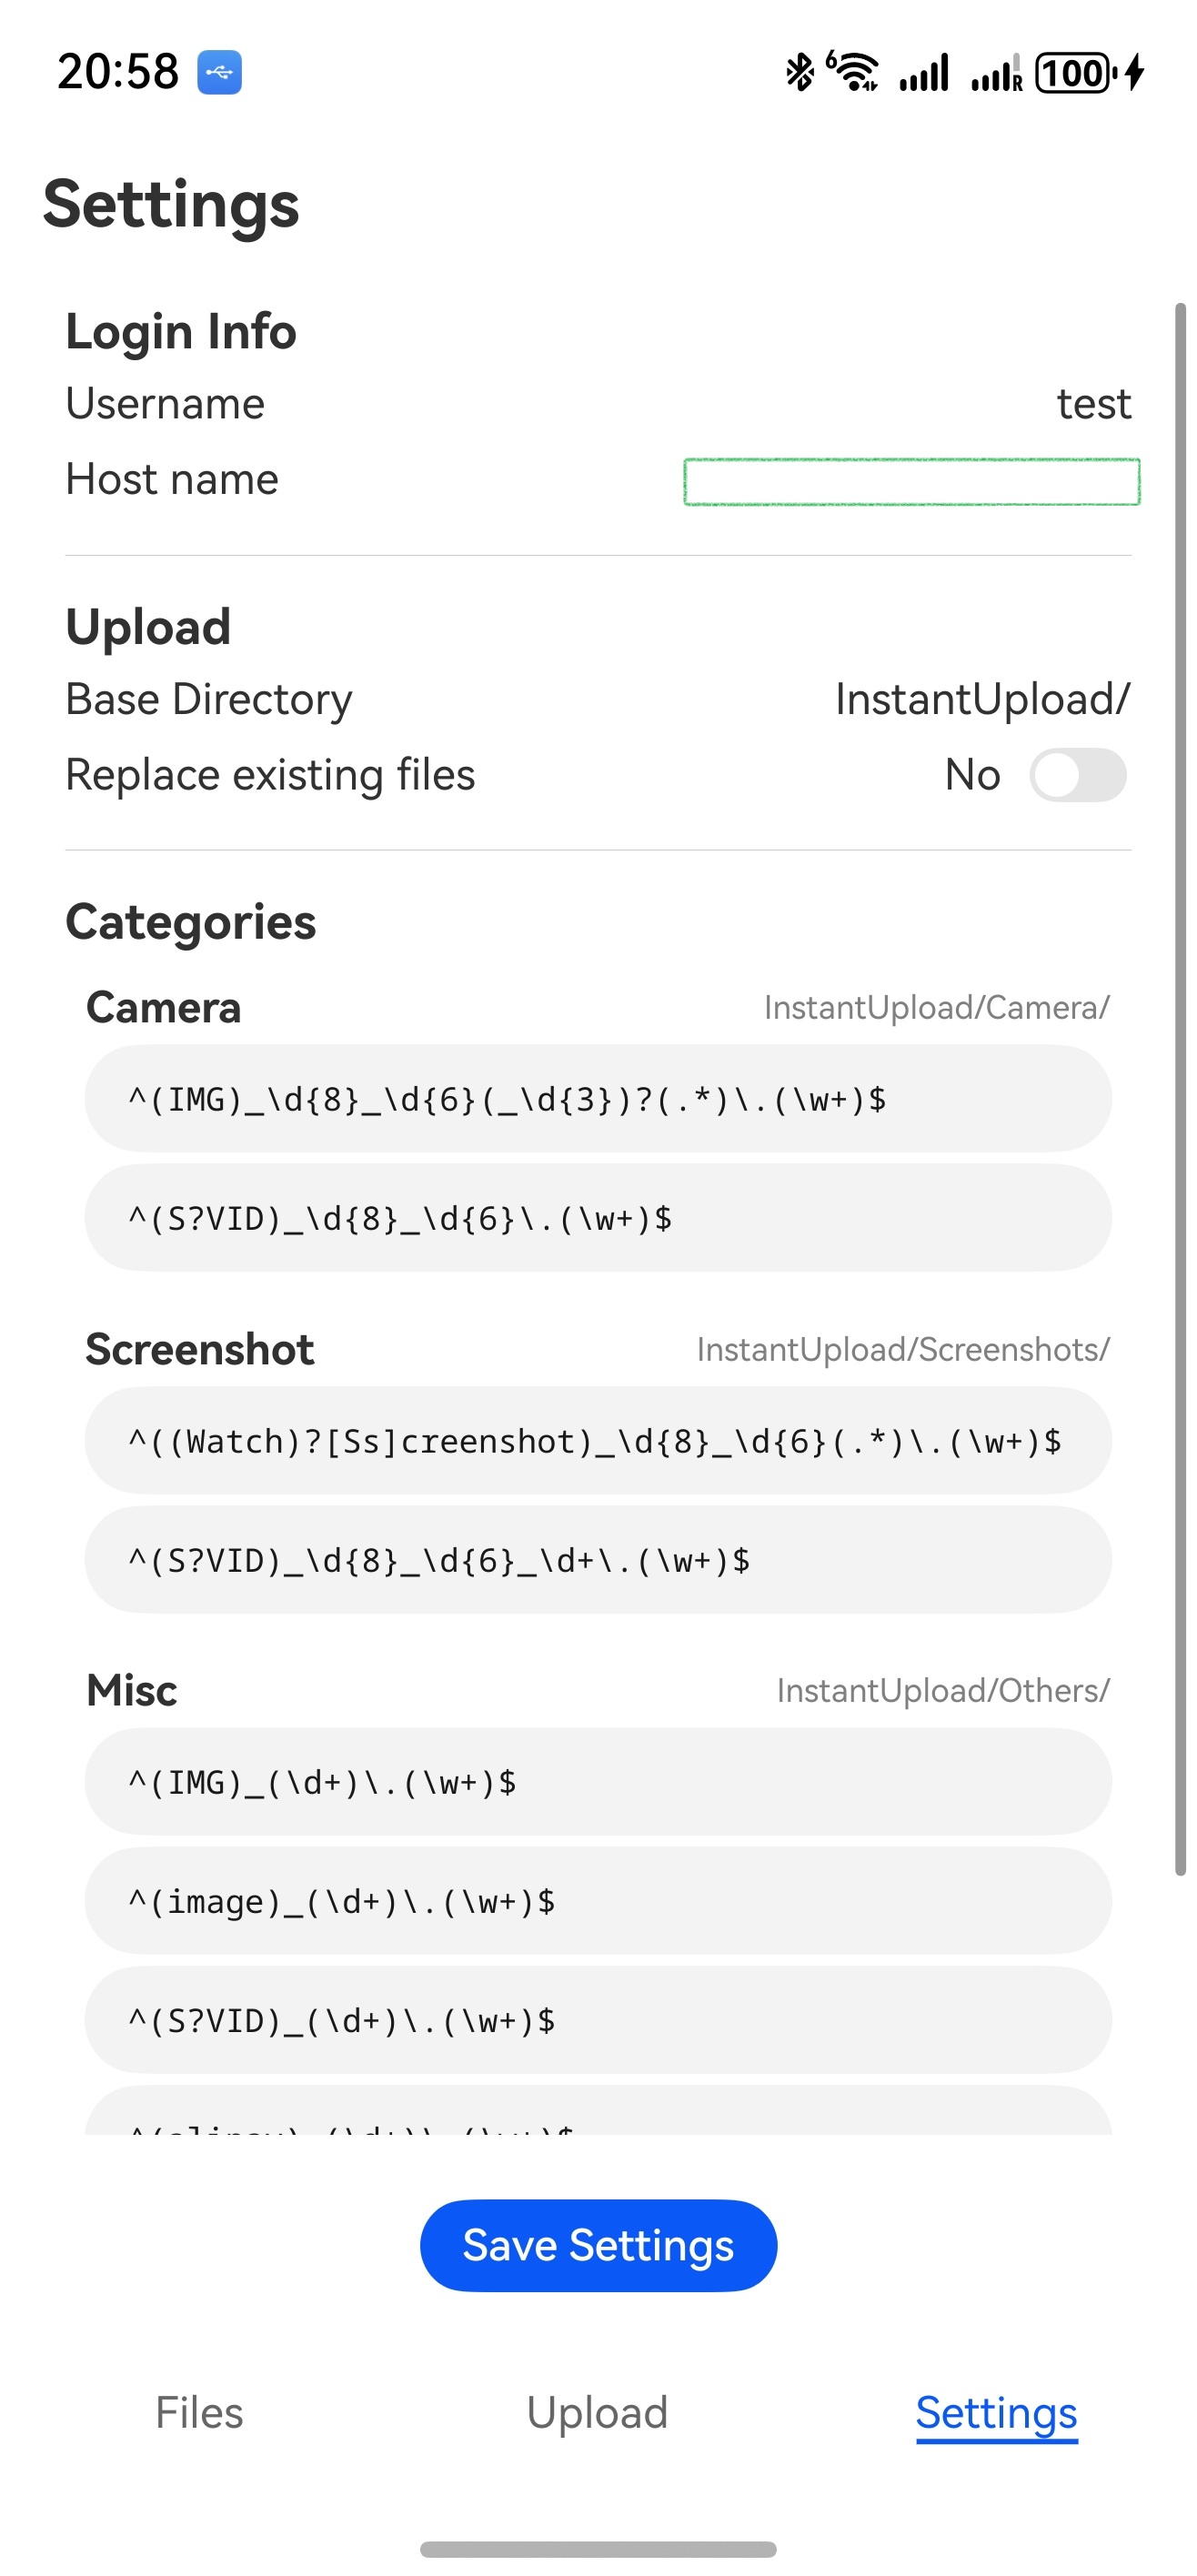 20:58
6
R
100
Settings
Login Info
Username test
Host name
Upload
Base Directory InstantUpload/
Replace existing files No
Categories
Camera InstantUpload/Camera/
^(IMG)_\d{8}_\d{6}(_\d{3})?(.*)\.(\w+)$
^(S?VID)_\d{8}_\d{6}\.(\w+)$
Screenshot InstantUpload/Screenshots/
^((Watch)?[Ss]creenshot)_\d{8}_\d{6}(.*)\.(\w+)$
^(S?VID)_\d{8}_\d{6}_\d+\.(\w+)$
Misc InstantUpload/Others/
^(IMG)_(\d+)\.(\w+)$
^(image)_(\d+)\.(\w+)$
^(S?VID)_(\d+)\.(\w+)$
Save Settings
Files Upload Settings